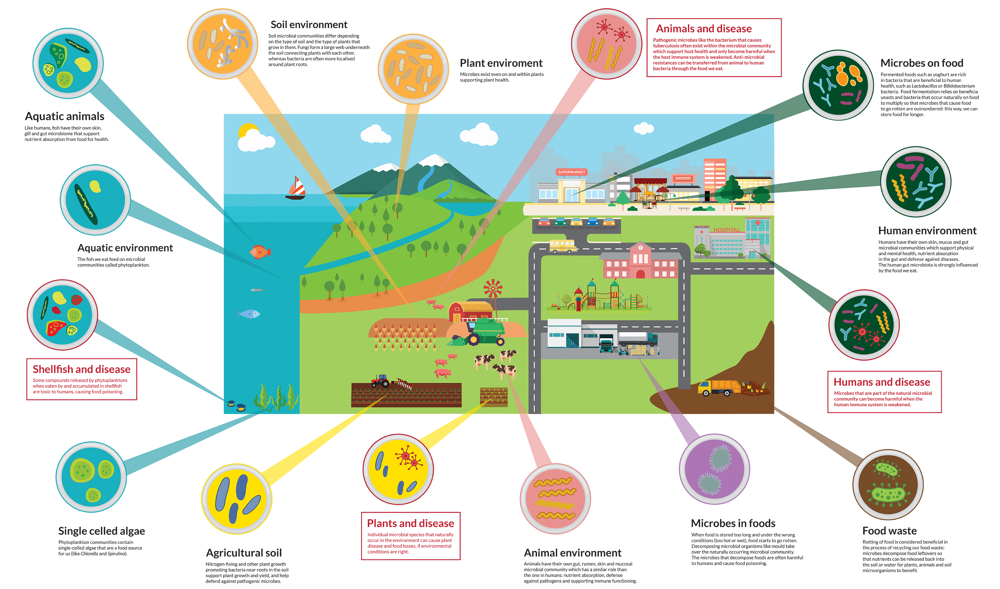 Soil environment
Soil microbial communities differ depending
on the type of soil and the type of plants that
grow in them. Fungi form a large web underneath
the soil connecting plants with each other,
whereas bacteria are often more localised
around plant roots.
Plant enviroment
Microbes exist even on and within plants
supporting plant health.
Animals and disease
Pathogenic microbes like the bacterium that causes
tuberculosis often exist within the microbial community
which support host health and only become harmful when
the host immune system is weakened. Anti-microbial
resistances can be transferred from animal to human
bacteria through the food we eat.
Microbes on food
Fermented foods such as yoghurt are rich
in bacteria that are beneficial to human
health, such as Lactobacillus or Bifidobacterium
bacteria. Food fermentation relies on beneficia
yeasts and bacteria that occur naturally on food
to multiply so that microbes that cause food
to go rotten are outnumbered: this way, we can
store food for longer.
Aquatic animals
Like humans, fish have their own skin,
gill and gut microbiome that support
nutrient absorption from food for health.
SUPERMARKET
HOSPITAL
Aquatic environment
The fish we eat feed on microbial
communities called phytoplankton.
Human environment
Humans have their own skin, mucus and gut
microbial communities which support physical
and mental health, nutrient absorption
in the gut and defense against diseases.
The human gut microbiota is strongly influenced
by the food we eat.
Shellfish and disease
Some compounds released by phytoplanktons
when eaten by and accumulated in shellfish
are toxic to humans, causing food poisoning.
Humans and disease
Microbes that are part of the natural microbial
community can become harmful when the
human immune system is weakened.
Single celled algae
Phytoplankton communities contain
single-celled algae that are a food source
for us (like Chlorella and Spirulina).
Agricultural soil
Nitrogen-fixing and other plant growth
promoting bacteria near roots in the soil
support plant growth and yield, and help
defend against pathogenic microbes.
Plants and disease
Individual microbial species that naturally
occur in the environment can cause plant
disease and food losses, if environmental
conditions are right.
Animal environment
Animals have their own gut, rumen, skin and mucosal
microbial community which has a similar role than
the one in humans: nutrient absorption, defense
against pathogens and supporting immune functioning.
Microbes in foods
When food is stored too long and under the wrong
conditions (too hot or wet), food starts to go rotten.
Decomposing microbial organisms like mould take
over the naturally occurring microbial community.
The microbes that decompose foods are often harmful
to humans and cause food poisoning.
Food waste
Rotting of food is considered beneficial in
the process of recycling our food waste:
microbes decompose food leftovers so
that nutrients can be released back into
the soil or water for plants, animals and soil
microorganisms to benefit.